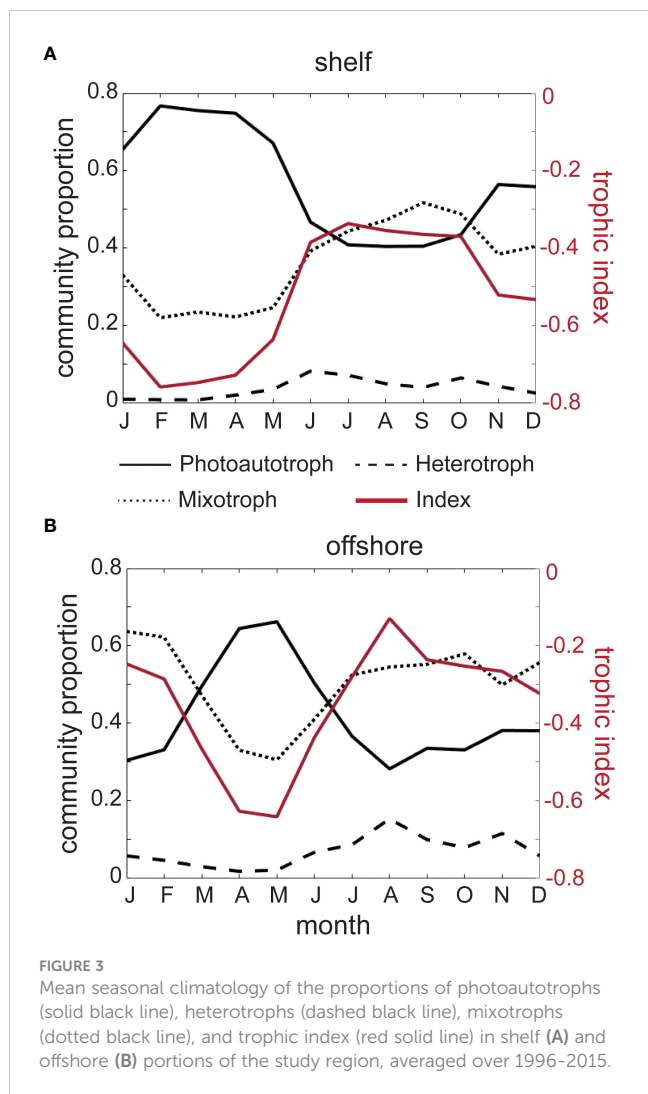 A
shelf
0.8
0.6
0.4
0.2
0
community proportion
0
-0.2
-0.4
-0.6
-0.8
trophic index
J F M A M J J A S O N D
Photoautotroph Heterotroph
Mixotroph Index
B
offshore
0.8
0.6
0.4
0.2
0
community proportion
0
-0.2
-0.4
-0.6
-0.8
trophic index
J F M A M J J A S O N D
month
FIGURE 3
Mean seasonal climatology of the proportions of photoautotrophs
(solid black line), heterotrophs (dashed black line), mixotrophs
(dotted black line), and trophic index (red solid line) in shelf (A) and
offshore (B) portions of the study region, averaged over 1996-2015.